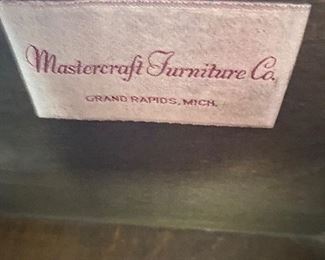 Mastercraft Furniture Co.
GRAND RAPIDS, MICH.